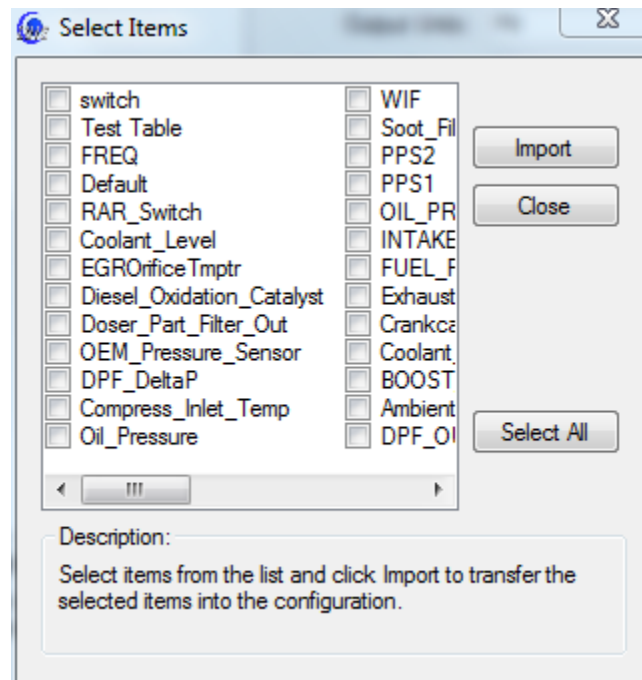 Select Items
switch
Test Table
FREQ
Default
RAR_Switch
Coolant_Level
EGROrificeTmptr
Diesel_Oxidation_Catalyst
Doser_Part_Filter_Out
OEM_Pressure_Sensor
DPF_DeltaP
Compress_Inlet_Temp
Oil_Pressure
WIF
Soot_Fil
PPS2
PPS1
OIL_PR
INTAKE
FUEL_F
Exhaust
Crankca
Coolant_
BOOST
Ambient
DPF_OU
Import
Close
Select All
Description:
Select items from the list and click Import to transfer the
selected items into the configuration.